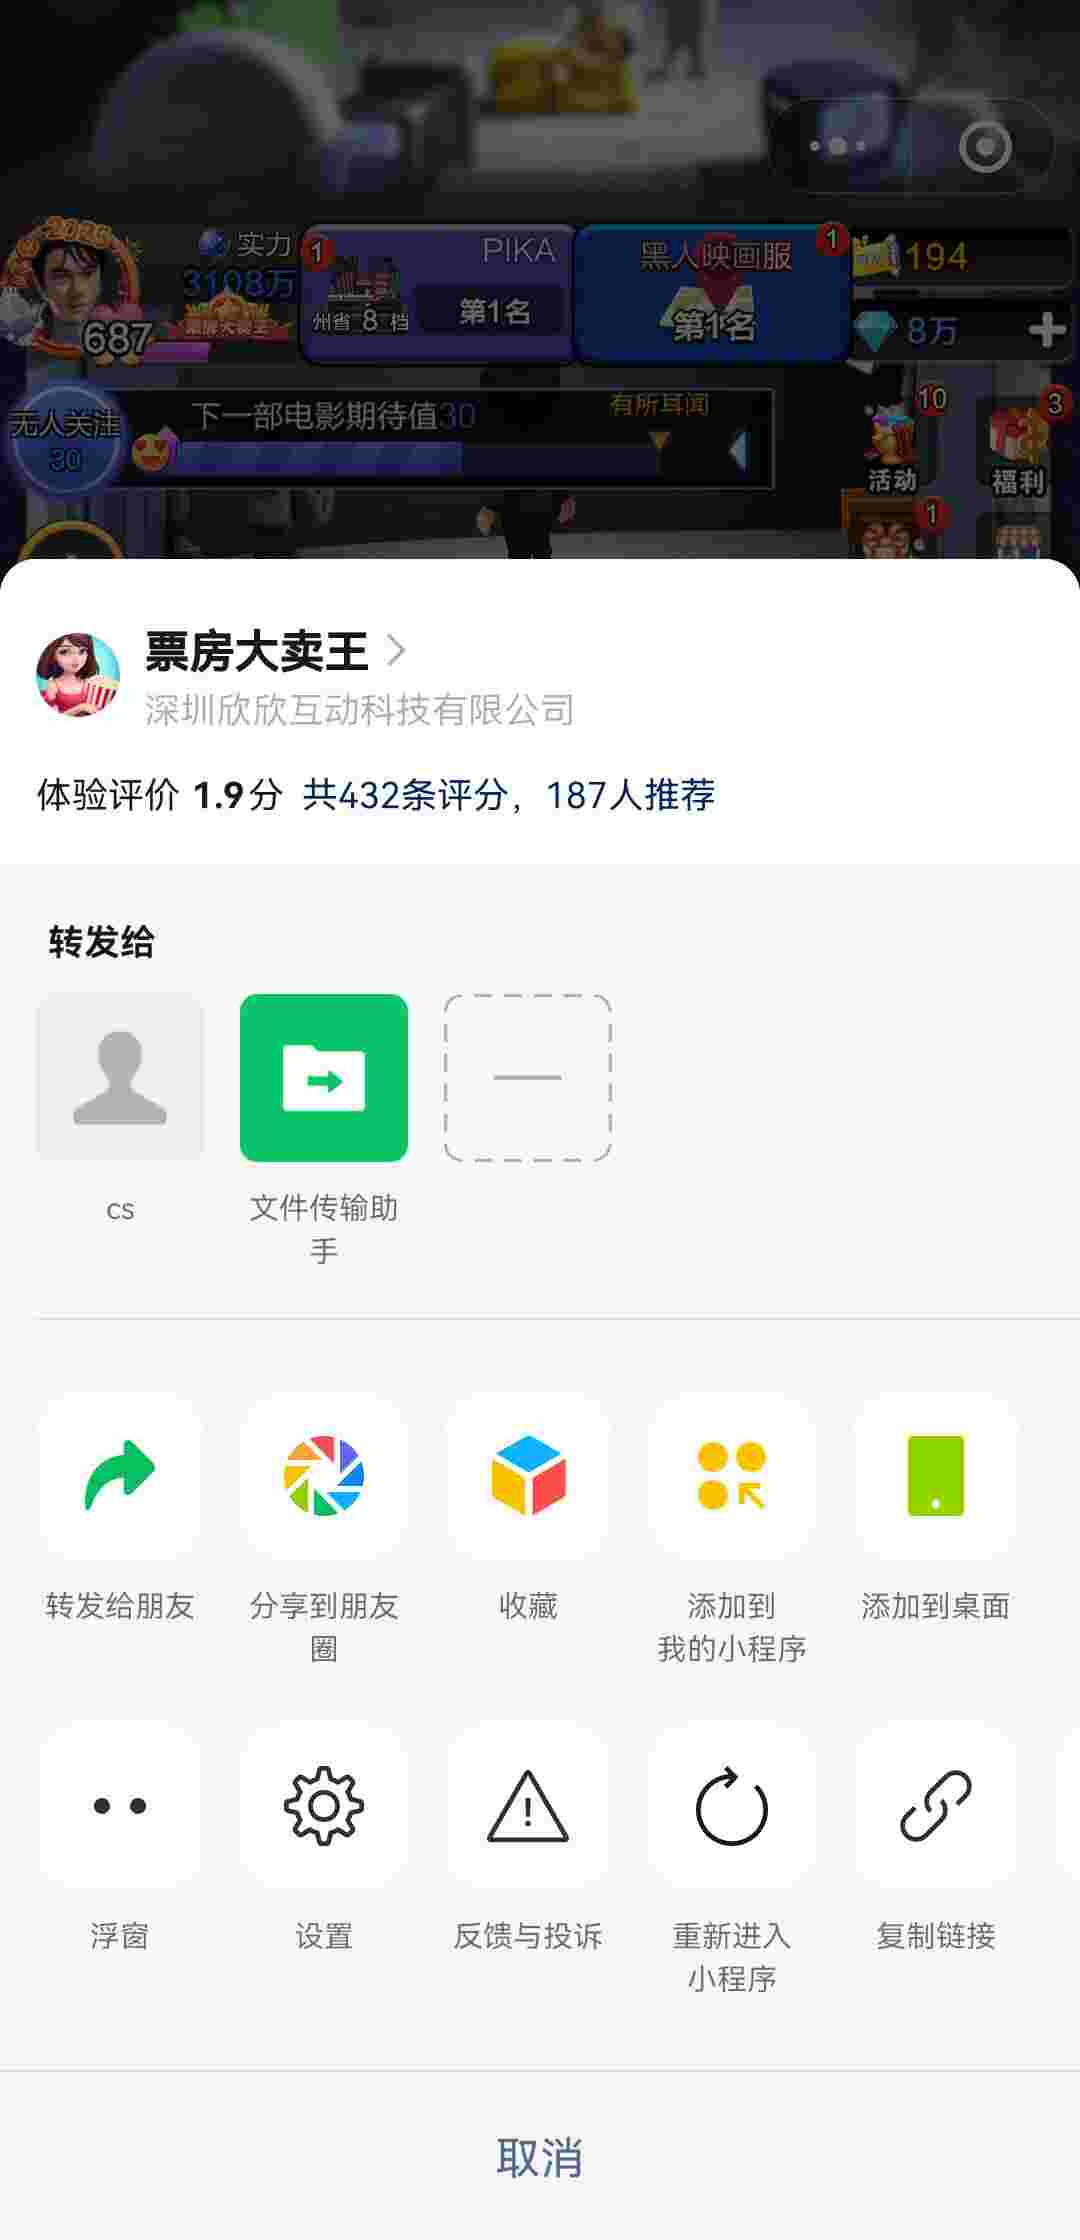 2025
实力
3198万
687
票房大卖王
1
PIKA
州省 8 档
第1名
黑人映画服
1
第1名
194
8万
无人关注
30
下一部电影期待值30
有所耳闻
10
活动
3
福利
1
票房大卖王
深圳欣欣互动科技有限公司
体验评价 1.9分 共432条评分，187人推荐
转发给
cs
文件传输助
手
转发给朋友
分享到朋友
圈
收藏
添加到
我的小程序
添加到桌面
浮窗
设置
反馈与投诉
重新进入
小程序
复制链接
取消